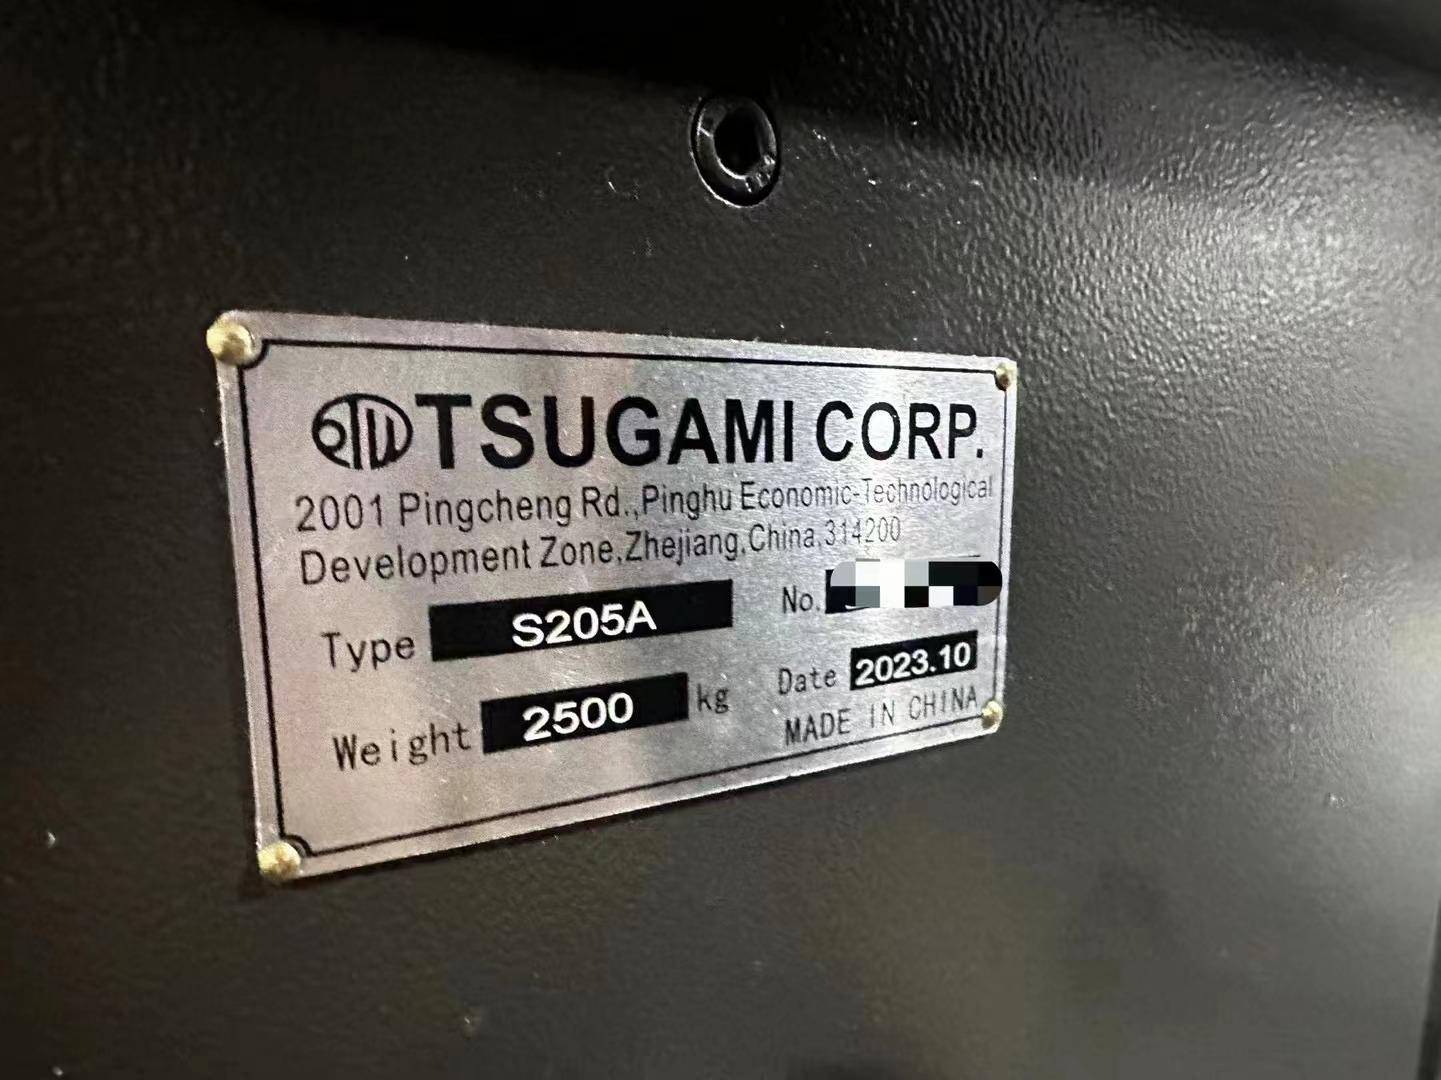 TSUGAMI CORP.
2001 Pingcheng Rd.,Pinghu Economic-Technological
Development Zone,Zhejiang,China,314200
Type S205A No.
Weight 2500 kg Date 2023.10
MADE IN CHINA